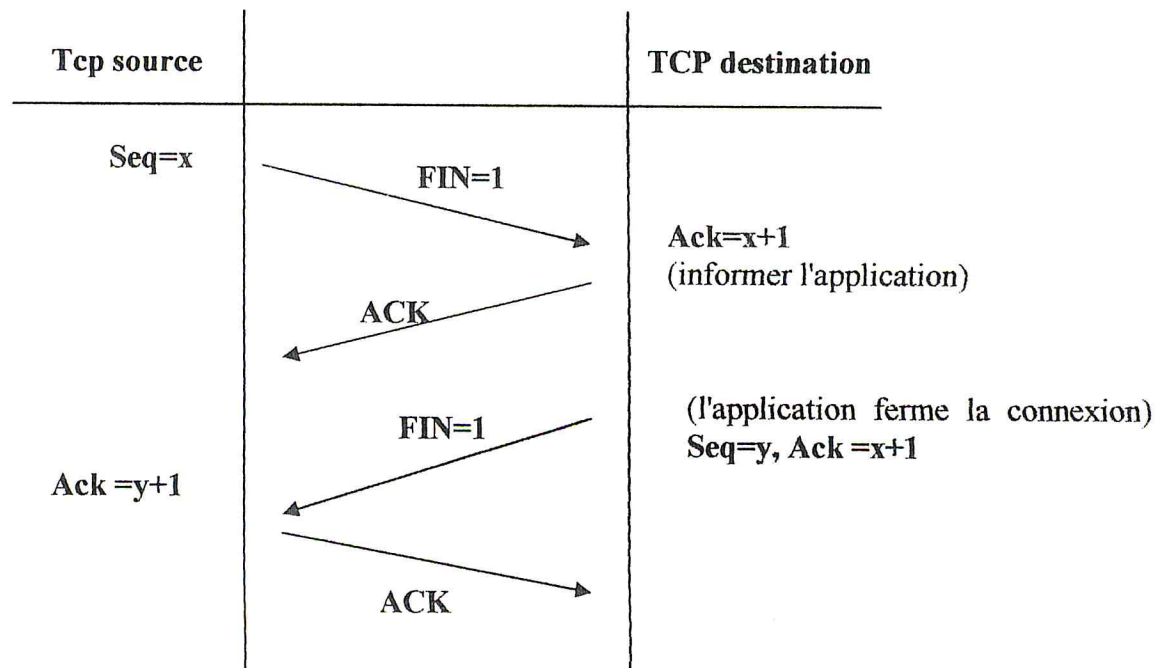 Tcp source
TCP destination
Seq=x
FIN=1
Ack=x+1
(informer l'application)
ACK
(l'application ferme la connexion)
FIN=1
Seq=y, Ack =x+1
Ack =y+1
ACK